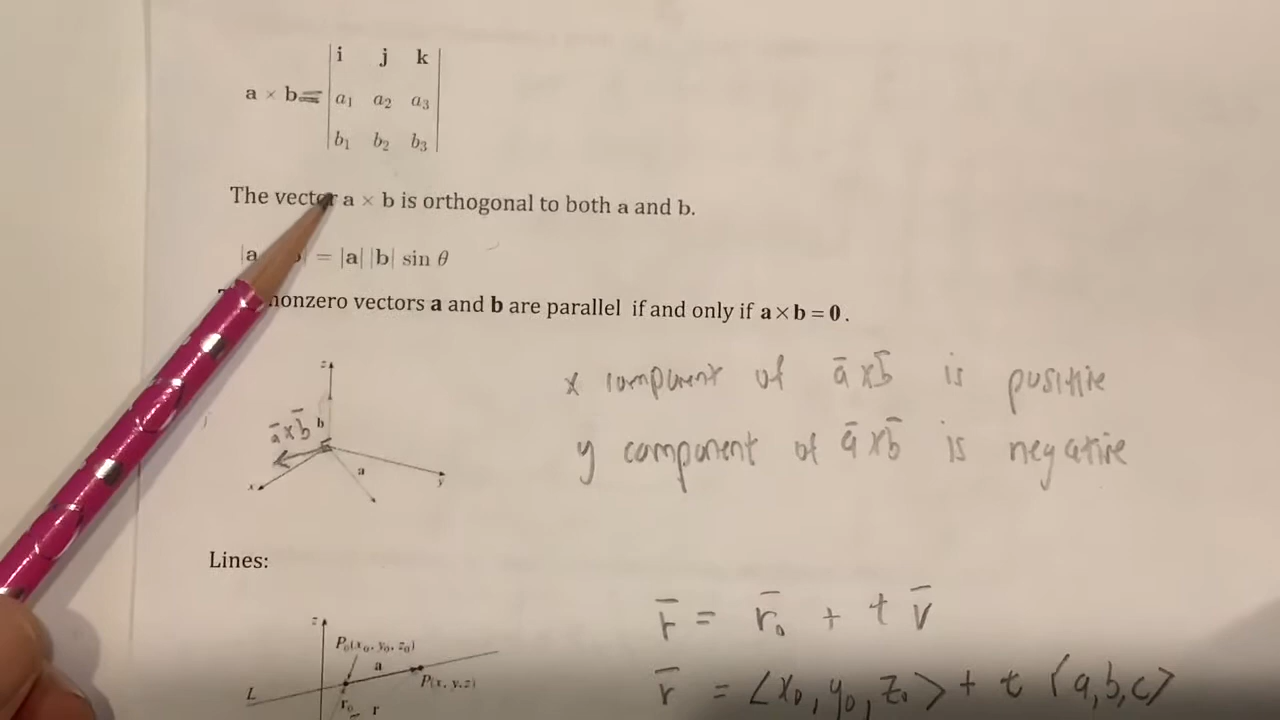 i j k
a × b = a₁ a₂ a₃
b₁ b₂ b₃
The vector a × b is orthogonal to both a and b.
|a = |a| |b| sin θ
nonzero vectors a and b are parallel if and only if a × b = 0.
z
a̅ x b̅ b
a
x y
x component of a̅ x b̅ is positive
y component of a̅ x b̅ is negative
Lines:
r̅ = r̅₀ + t v̅
z
P₀(x₀, y₀, z₀)
a
P(x, y, z)
L
r₀ r
r̅ = ⟨x₀, y₀, z₀⟩ + t ⟨a, b, c⟩